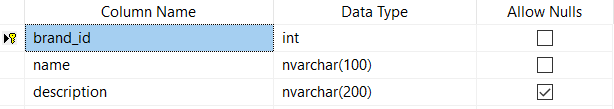 Column Name Data Type Allow Nulls
brand_id int
name nvarchar(100)
description nvarchar(200)